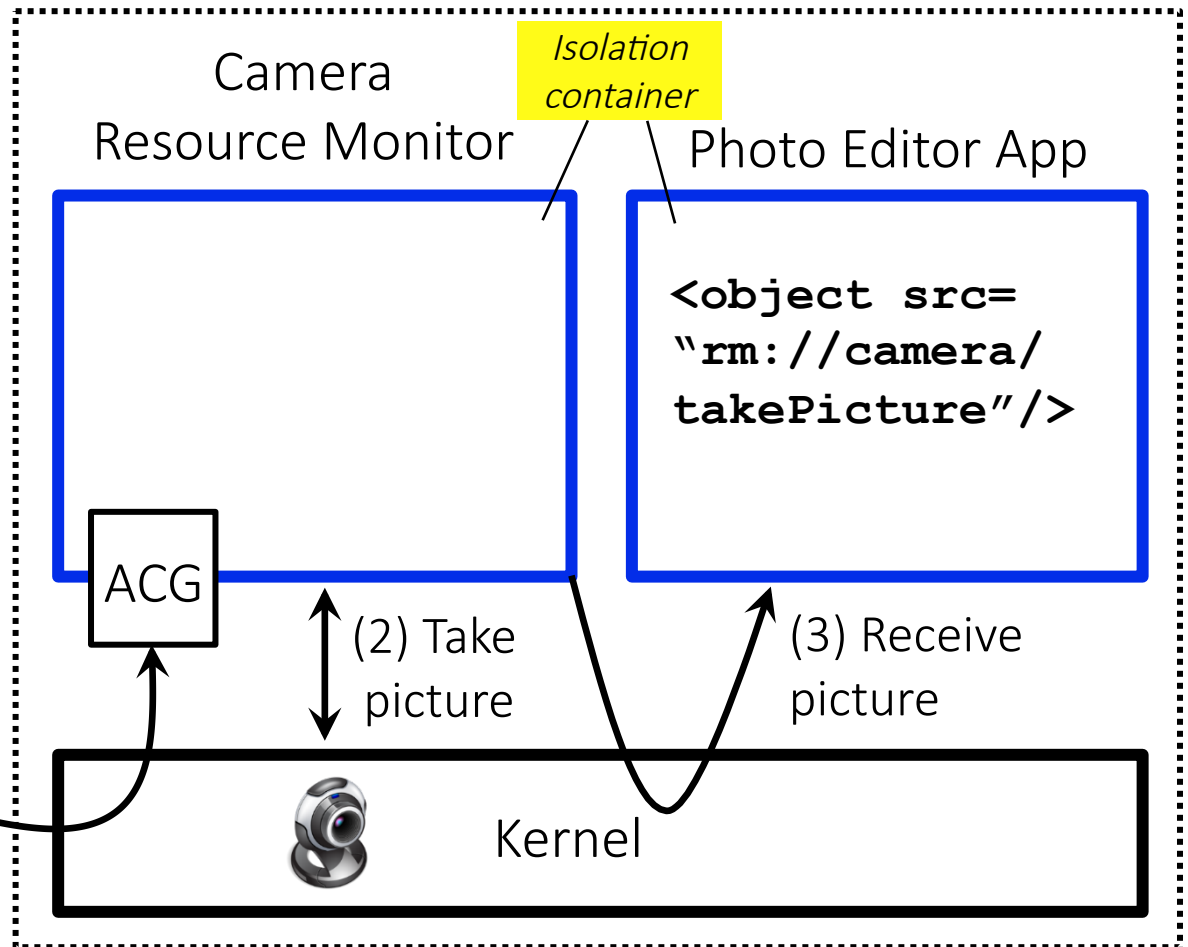 Isolation
container
Camera
Resource Monitor
Photo Editor App
<object src=
“rm://camera/
takePicture”/>
ACG
(2) Take
picture
(3) Receive
picture
Kernel